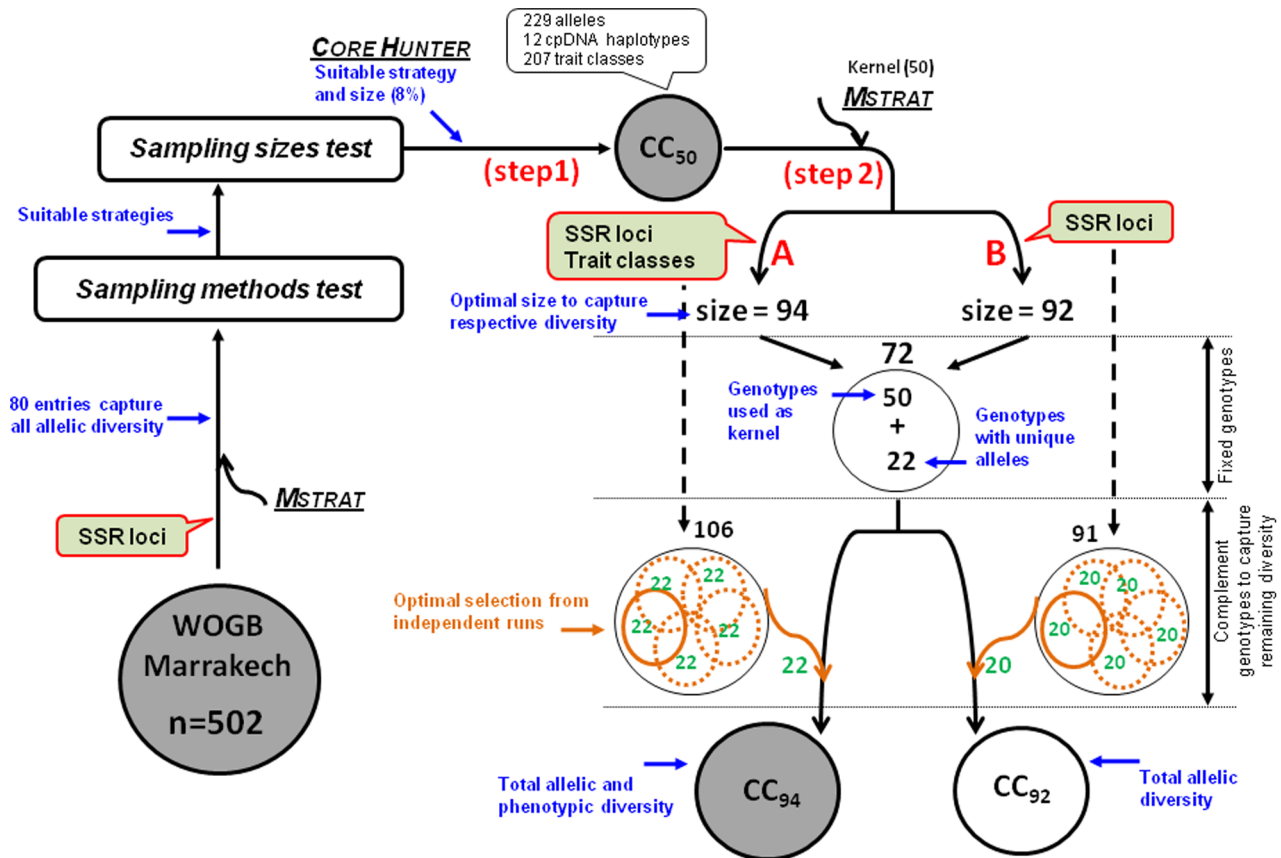 229 alleles
12 cpDNA haplotypes
207 trait classes
CORE HUNTER
Suitable strategy
and size (8%)
Kernel (50)
MSTRAT
Sampling sizes test
(step1)
CC50
(step 2)
Suitable strategies
SSR loci
Trait classes
A
B
SSR loci
Sampling methods test
Optimal size to capture
respective diversity
size = 94
size = 92
72
Genotypes
used as
kernel
50
+
22
Genotypes
with unique
alleles
Fixed genotypes
80 entries capture
all allelic diversity
MSTRAT
SSR loci
106
91
22
22
22
22
22
20
20
20
20
20
Complement
genotypes to capture
remaining diversity
Optimal selection from
independent runs
22
20
WOGB
Marrakech
n=502
Total allelic and
phenotypic diversity
CC94
CC92
Total allelic
diversity